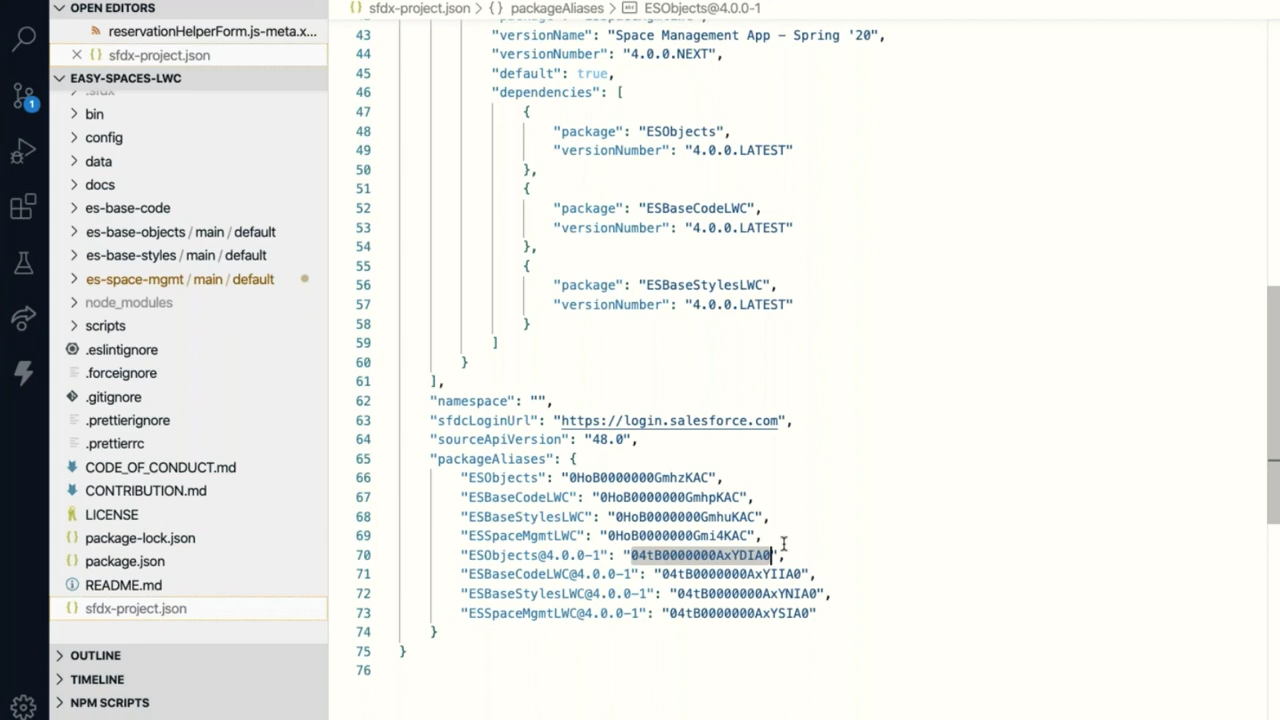 OPEN EDITORS
reservationHelperForm.js-meta.x...
sfdx-project.json
EASY-SPACES-LWC
.sfdx
bin
config
data
docs
es-base-code
es-base-objects / main / default
es-base-styles / main / default
es-space-mgmt / main / default
node_modules
scripts
.eslintignore
.forceignore
.gitignore
.prettierignore
.prettierrc
CODE_OF_CONDUCT.md
CONTRIBUTION.md
LICENSE
package-lock.json
package.json
README.md
sfdx-project.json
OUTLINE
TIMELINE
NPM SCRIPTS
1
sfdx-project.json > {} packageAliases > ESObjects@4.0.0-1
43 "versionName": "Space Management App – Spring '20",
44 "versionNumber": "4.0.0.NEXT",
45 "default": true,
46 "dependencies": [
47 {
48 "package": "ESObjects",
49 "versionNumber": "4.0.0.LATEST"
50 },
51 {
52 "package": "ESBaseCodeLWC",
53 "versionNumber": "4.0.0.LATEST"
54 },
55 {
56 "package": "ESBaseStylesLWC",
57 "versionNumber": "4.0.0.LATEST"
58 }
59 ]
60 }
61 ],
62 "namespace": "",
63 "sfdcLoginUrl": "https://login.salesforce.com",
64 "sourceApiVersion": "48.0",
65 "packageAliases": {
66 "ESObjects": "0HoB0000000GmhzKAC",
67 "ESBaseCodeLWC": "0HoB0000000GmhpKAC",
68 "ESBaseStylesLWC": "0HoB0000000GmhuKAC",
69 "ESSpaceMgmtLWC": "0HoB0000000Gmi4KAC",
70 "ESObjects@4.0.0-1": "04tB0000000AxYDIA0",
71 "ESBaseCodeLWC@4.0.0-1": "04tB0000000AxYIIA0",
72 "ESBaseStylesLWC@4.0.0-1": "04tB0000000AxYNIA0",
73 "ESSpaceMgmtLWC@4.0.0-1": "04tB0000000AxYSIA0"
74 }
75 }
76